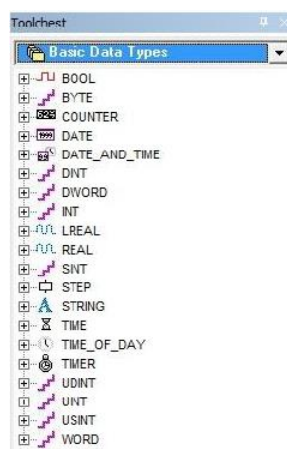 Toolchest
Basic Data Types
BOOL
BYTE
COUNTER
DATE
DATE_AND_TIME
DNT
DWORD
INT
LREAL
REAL
SNT
STEP
STRING
TIME
TIME_OF_DAY
TIMER
UDINT
UNT
USINT
WORD